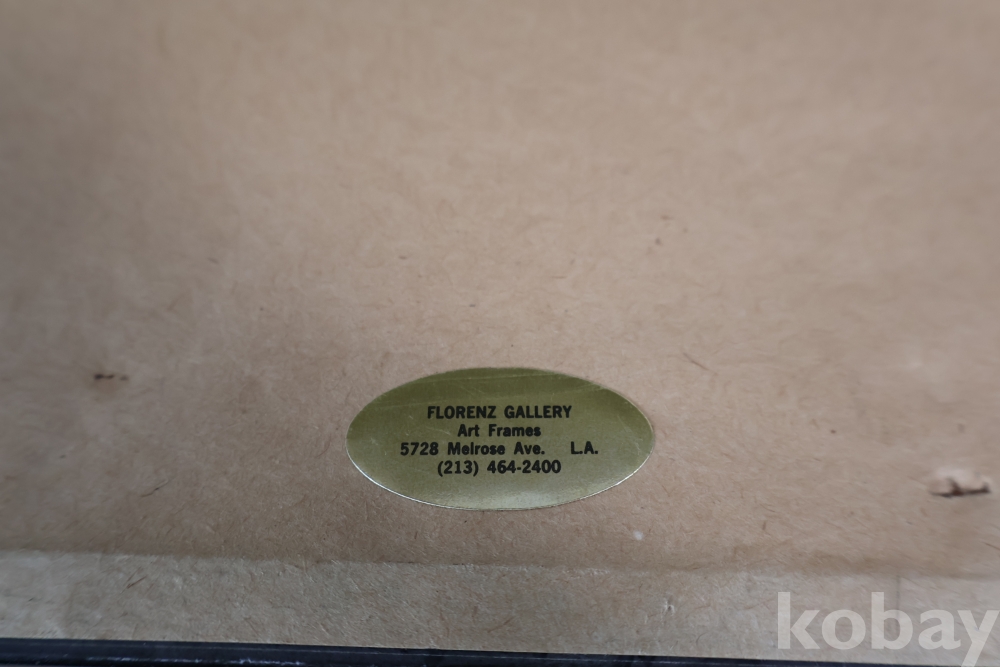 FLORENZ GALLERY
Art Frames
5728 Melrose Ave. L.A.
(213) 464-2400
kobay